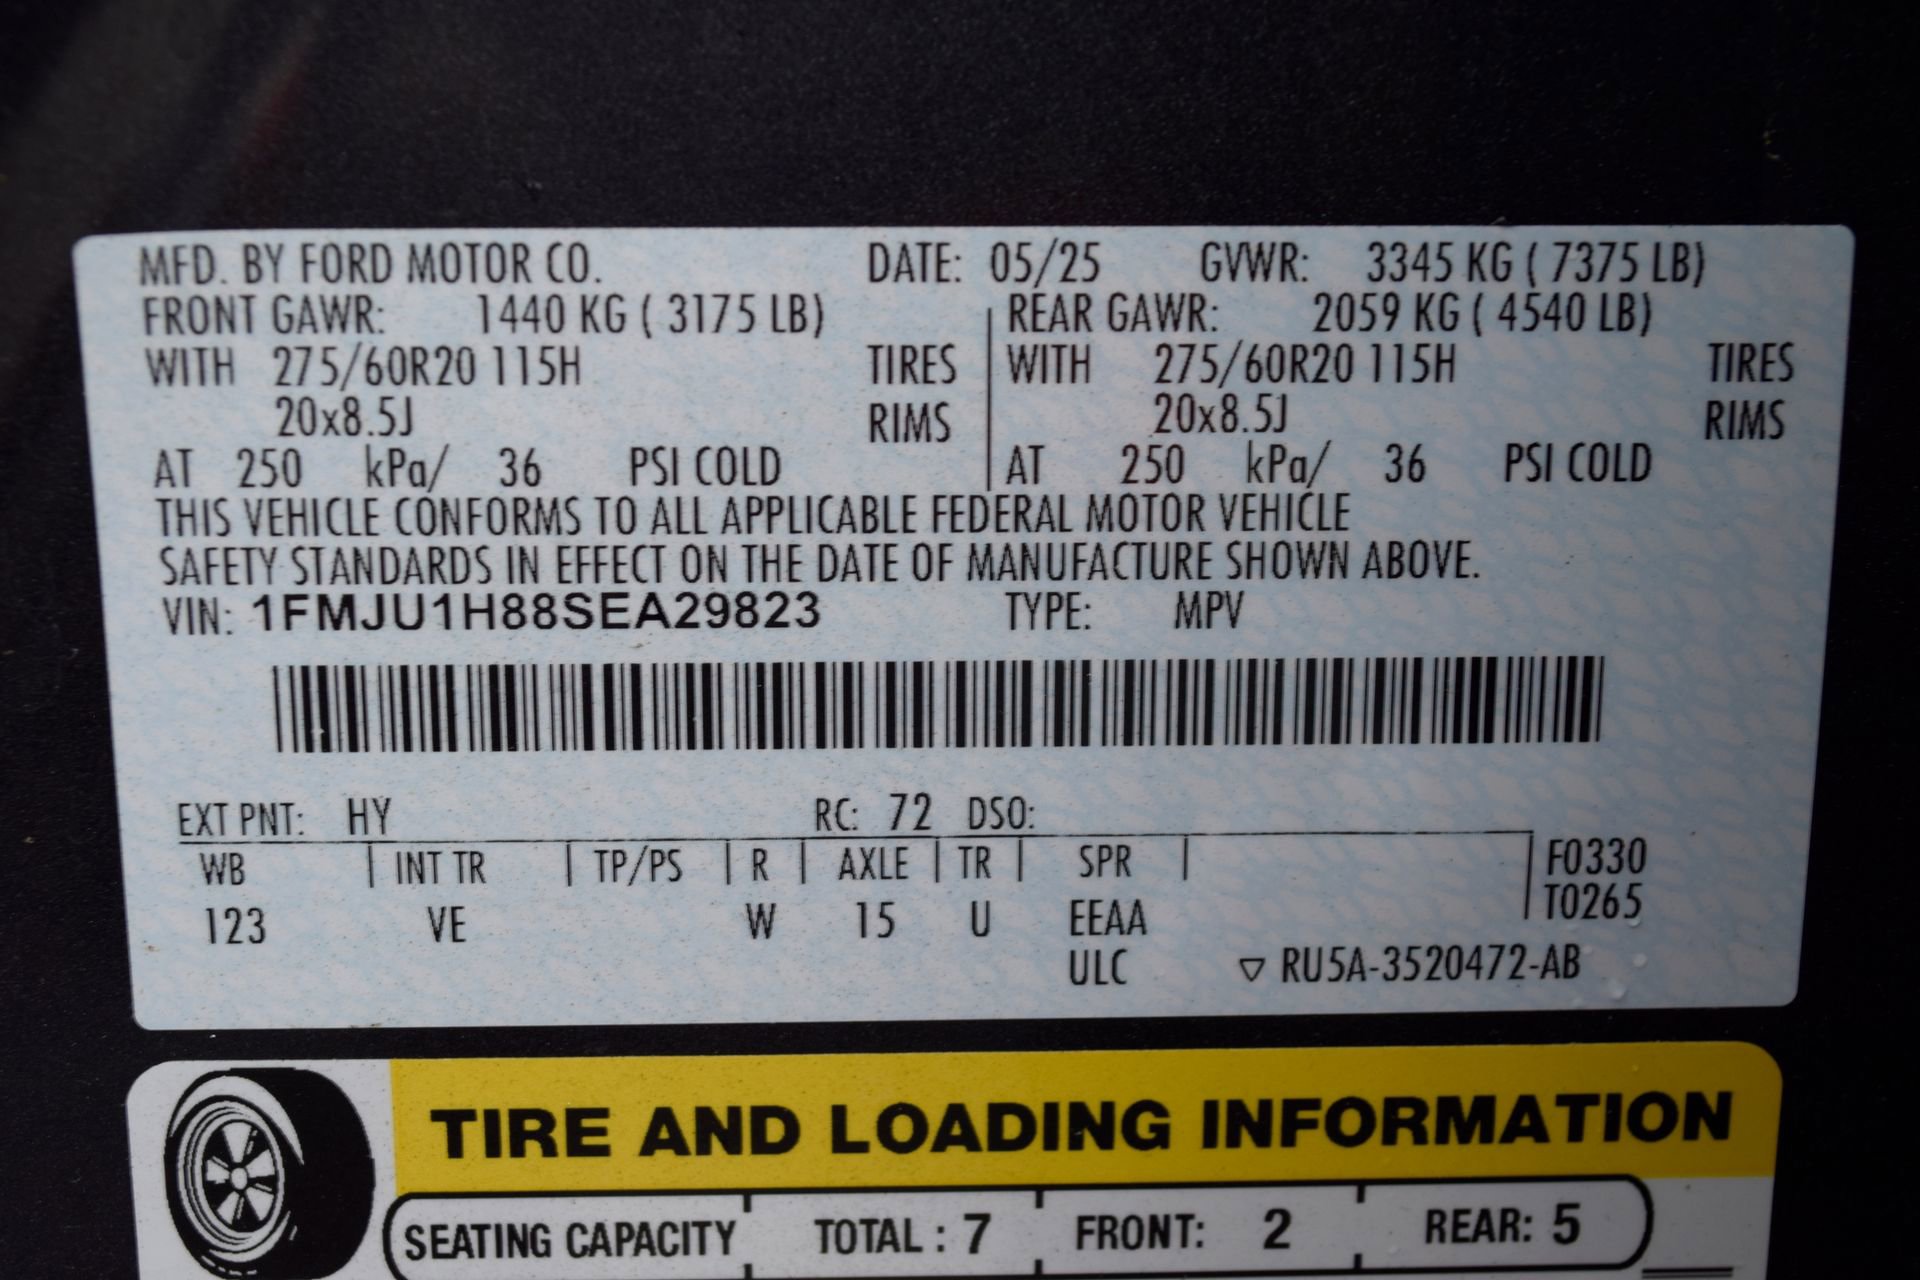 MFD. BY FORD MOTOR CO. DATE: 05/25 GVWR: 3345 KG ( 7375 LB)
FRONT GAWR: 1440 KG ( 3175 LB) REAR GAWR: 2059 KG ( 4540 LB)
WITH 275/60R20 115H TIRES WITH 275/60R20 115H TIRES
20x8.5J RIMS 20x8.5J RIMS
AT 250 kPa/ 36 PSI COLD AT 250 kPa/ 36 PSI COLD
THIS VEHICLE CONFORMS TO ALL APPLICABLE FEDERAL MOTOR VEHICLE
SAFETY STANDARDS IN EFFECT ON THE DATE OF MANUFACTURE SHOWN ABOVE.
VIN: 1FMJU1H88SEA29823 TYPE: MPV
EXT PNT: HY RC: 72 DSO:
WB INT TR TP/PS R AXLE TR SPR F0330
T0265
123 VE W 15 U EEAA
ULC ▽ RU5A-3520472-AB
TIRE AND LOADING INFORMATION
SEATING CAPACITY TOTAL : 7 FRONT: 2 REAR: 5